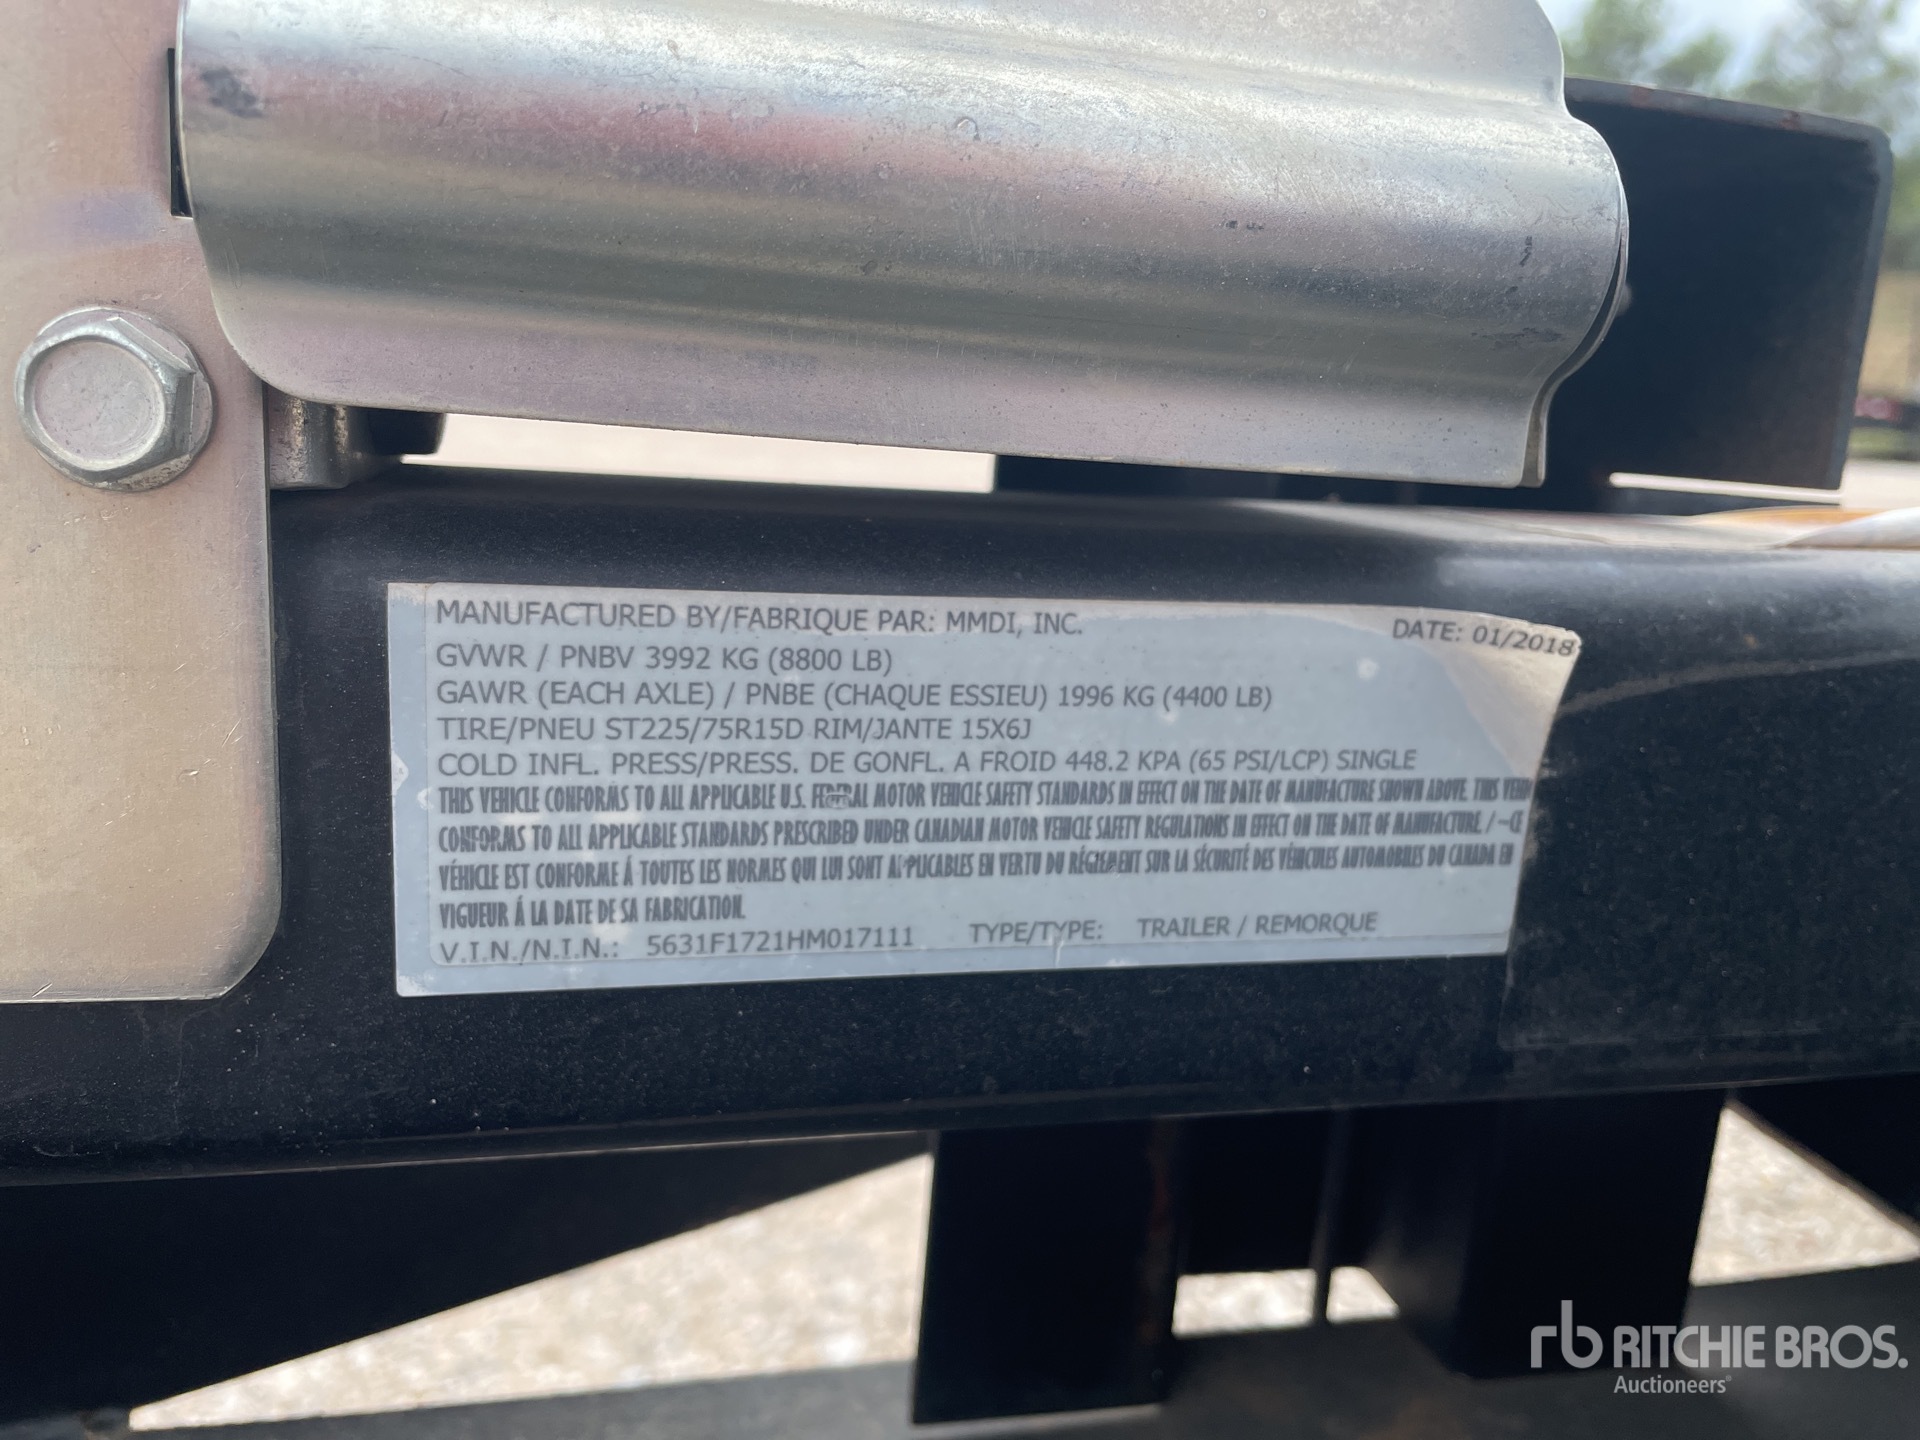 MANUFACTURED BY/FABRIQUE PAR: MMDI, INC. DATE: 01/2018
GVWR / PNBV 3992 KG (8800 LB)
GAWR (EACH AXLE) / PNBE (CHAQUE ESSIEU) 1996 KG (4400 LB)
TIRE/PNEU ST225/75R15D RIM/JANTE 15X6J
COLD INFL. PRESS/PRESS. DE GONFL. A FROID 448.2 KPA (65 PSI/LCP) SINGLE
THIS VEHICLE CONFORMS TO ALL APPLICABLE U.S. FEDERAL MOTOR VEHICLE SAFETY STANDARDS IN EFFECT ON THE DATE OF MANUFACTURE SHOWN ABOVE. THIS VEHI
CONFORMS TO ALL APPLICABLE STANDARDS PRESCRIBED UNDER CANADIAN MOTOR VEHICLE SAFETY REGULATIONS IN EFFECT ON THE DATE OF MANUFACTURE. / ~CE
VÉHICLE EST CONFORME Á TOUTES LES NORMES QUI LUI SONT APPLICABLES EN VERTU DU RÉGIEMENT SUR LA SÉCURITÉ DES VÉHICULES AUTOMOBILES DU CANADA EN
VIGUEUR Á LA DATE DE SA FABRICATION.
V.I.N./N.I.N.: 5631F1721HM017111 TYPE/TYPE: TRAILER / REMORQUE
rb RITCHIE BROS.
Auctioneers